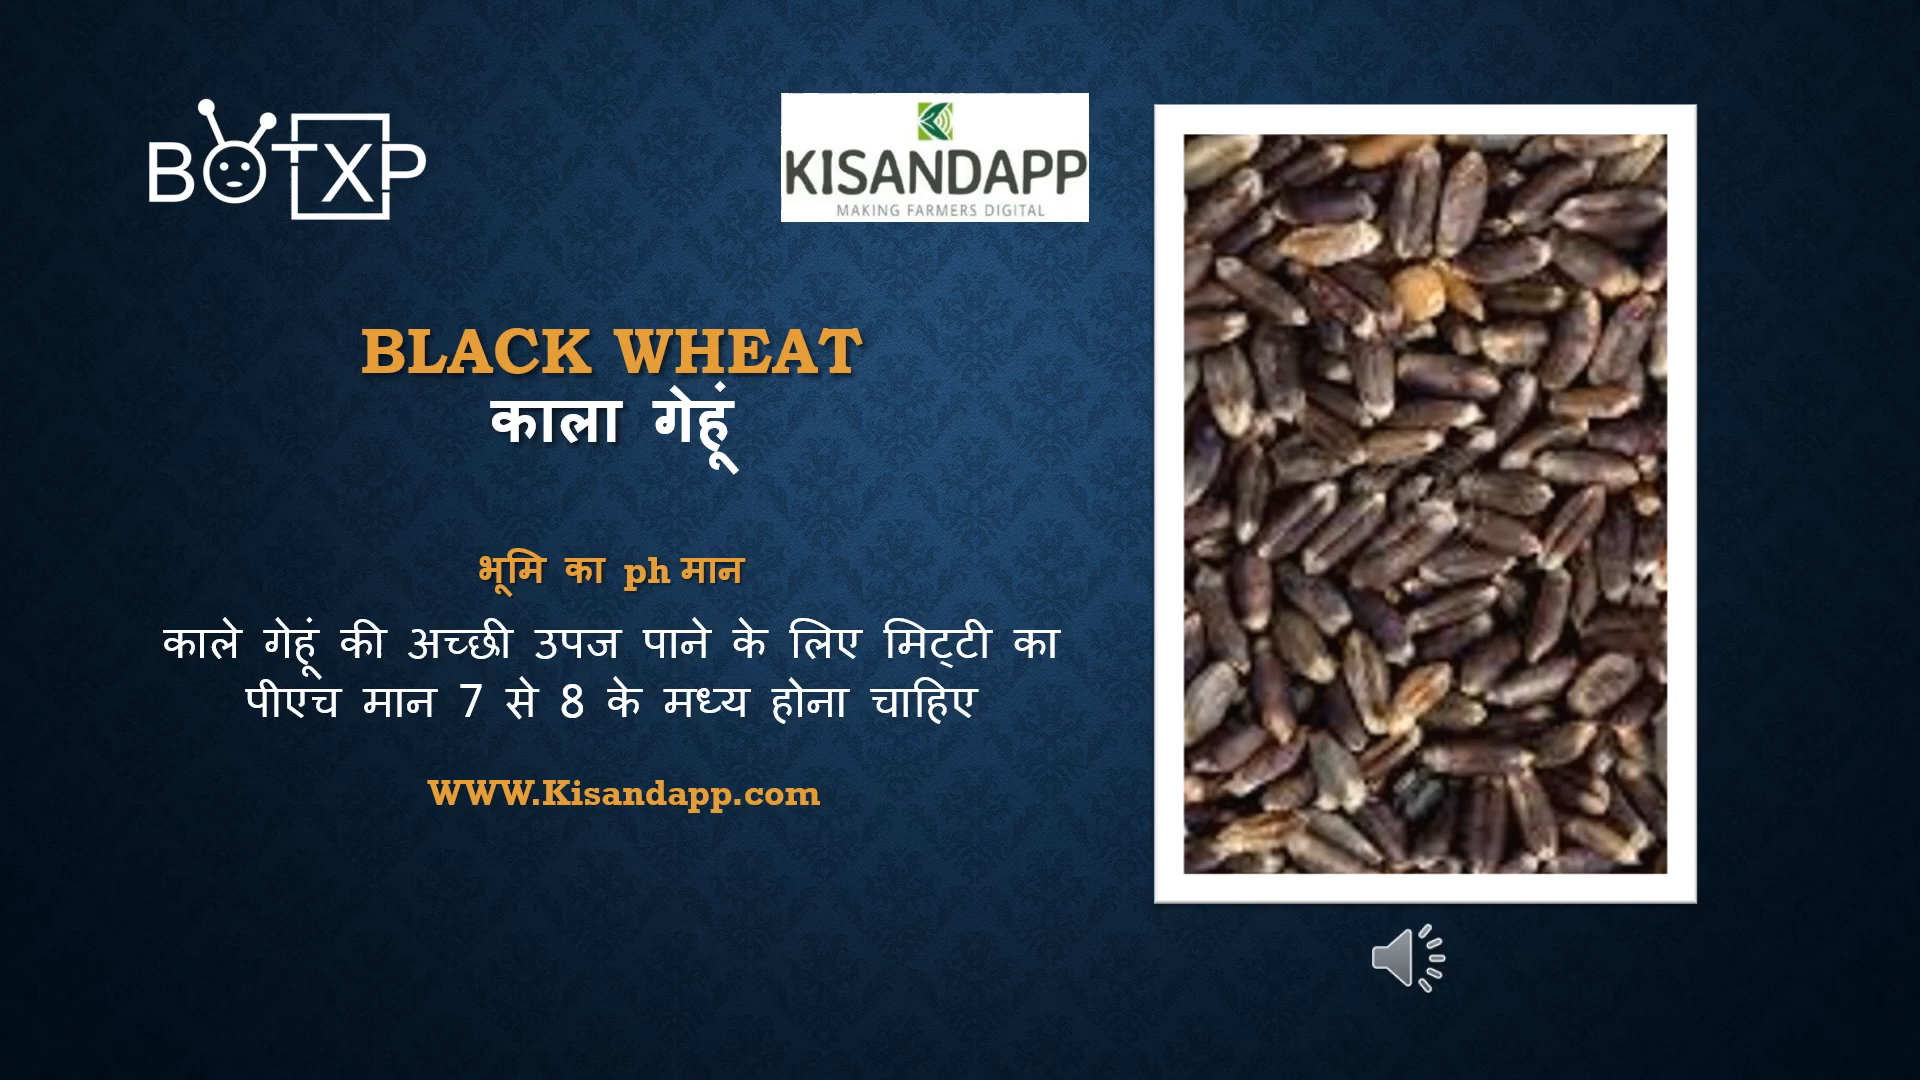 BOTXP
KISANDAPP
MAKING FARMERS DIGITAL
BLACK WHEAT
काला गेहूं
भूमि का ph मान
काले गेहूं की अच्छी उपज पाने के लिए मिट्टी का
पीएच मान 7 से 8 के मध्य होना चाहिए
WWW.Kisandapp.com